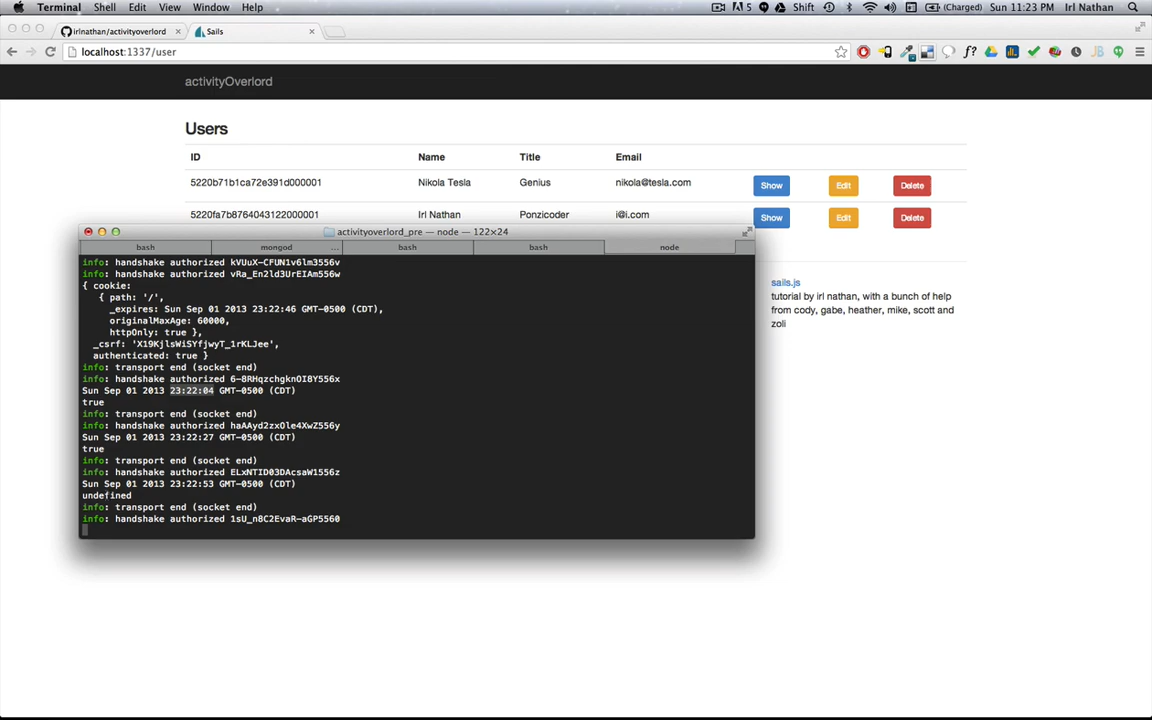 Terminal Shell Edit View Window Help 5 Shift (Charged) Sun 11:23 PM Irl Nathan
irlnathan/activityoverlord Sails
localhost:1337/user
activityOverlord
Users
ID Name Title Email
5220b71b1ca72e391d000001 Nikola Tesla Genius nikola@tesla.com Show Edit Delete
5220fa7b8764043122000001 Irl Nathan Ponzicoder i@i.com Show Edit Delete
activityoverlord_pre — node — 122×24
bash mongod ... bash bash node
info: handshake authorized kVUuX-CFUN1v6lm3556v
info: handshake authorized vRa_En2ld3UrEIAm556w
{ cookie:
{ path: '/',
_expires: Sun Sep 01 2013 23:22:46 GMT-0500 (CDT),
originalMaxAge: 60000,
httpOnly: true },
_csrf: 'X19KjlsWiSYfjwyT_1rKLJee',
authenticated: true }
info: transport end (socket end)
info: handshake authorized 6-8RHqzchgknOI8Y556x
Sun Sep 01 2013 23:22:04 GMT-0500 (CDT)
true
info: transport end (socket end)
info: handshake authorized haAAyd2zxOle4XwZ556y
Sun Sep 01 2013 23:22:27 GMT-0500 (CDT)
true
info: transport end (socket end)
info: handshake authorized ELxNTID03DAcsaW1556z
Sun Sep 01 2013 23:22:53 GMT-0500 (CDT)
undefined
info: transport end (socket end)
info: handshake authorized 1sU_n8C2EvaR-aGP5560
sails.js
tutorial by irl nathan, with a bunch of help
from cody, gabe, heather, mike, scott and
zoli